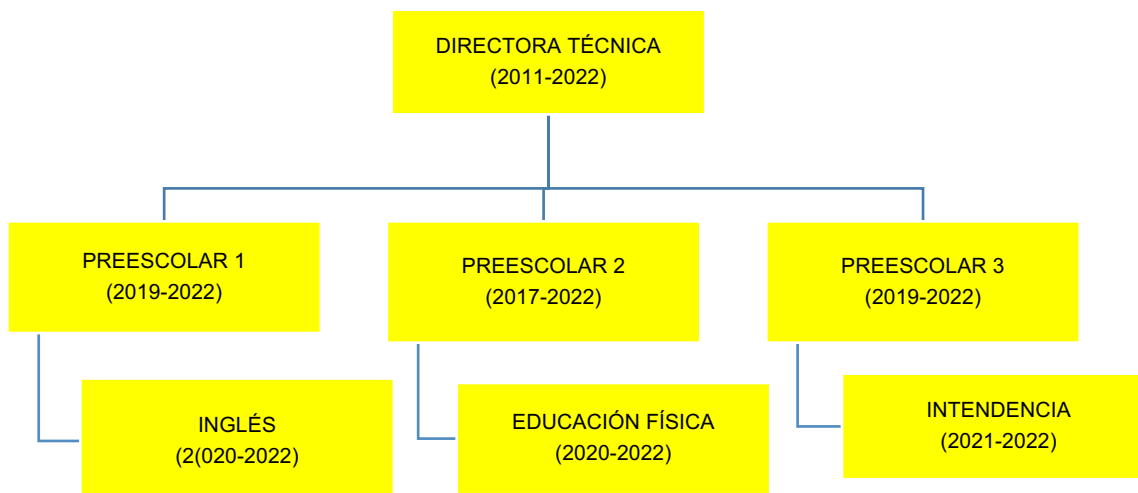 DIRECTORA TÉCNICA
(2011-2022)
PREESCOLAR 1
(2019-2022)
PREESCOLAR 2
(2017-2022)
PREESCOLAR 3
(2019-2022)
INGLÉS
(2(020-2022)
EDUCACIÓN FÍSICA
(2020-2022)
INTENDENCIA
(2021-2022)